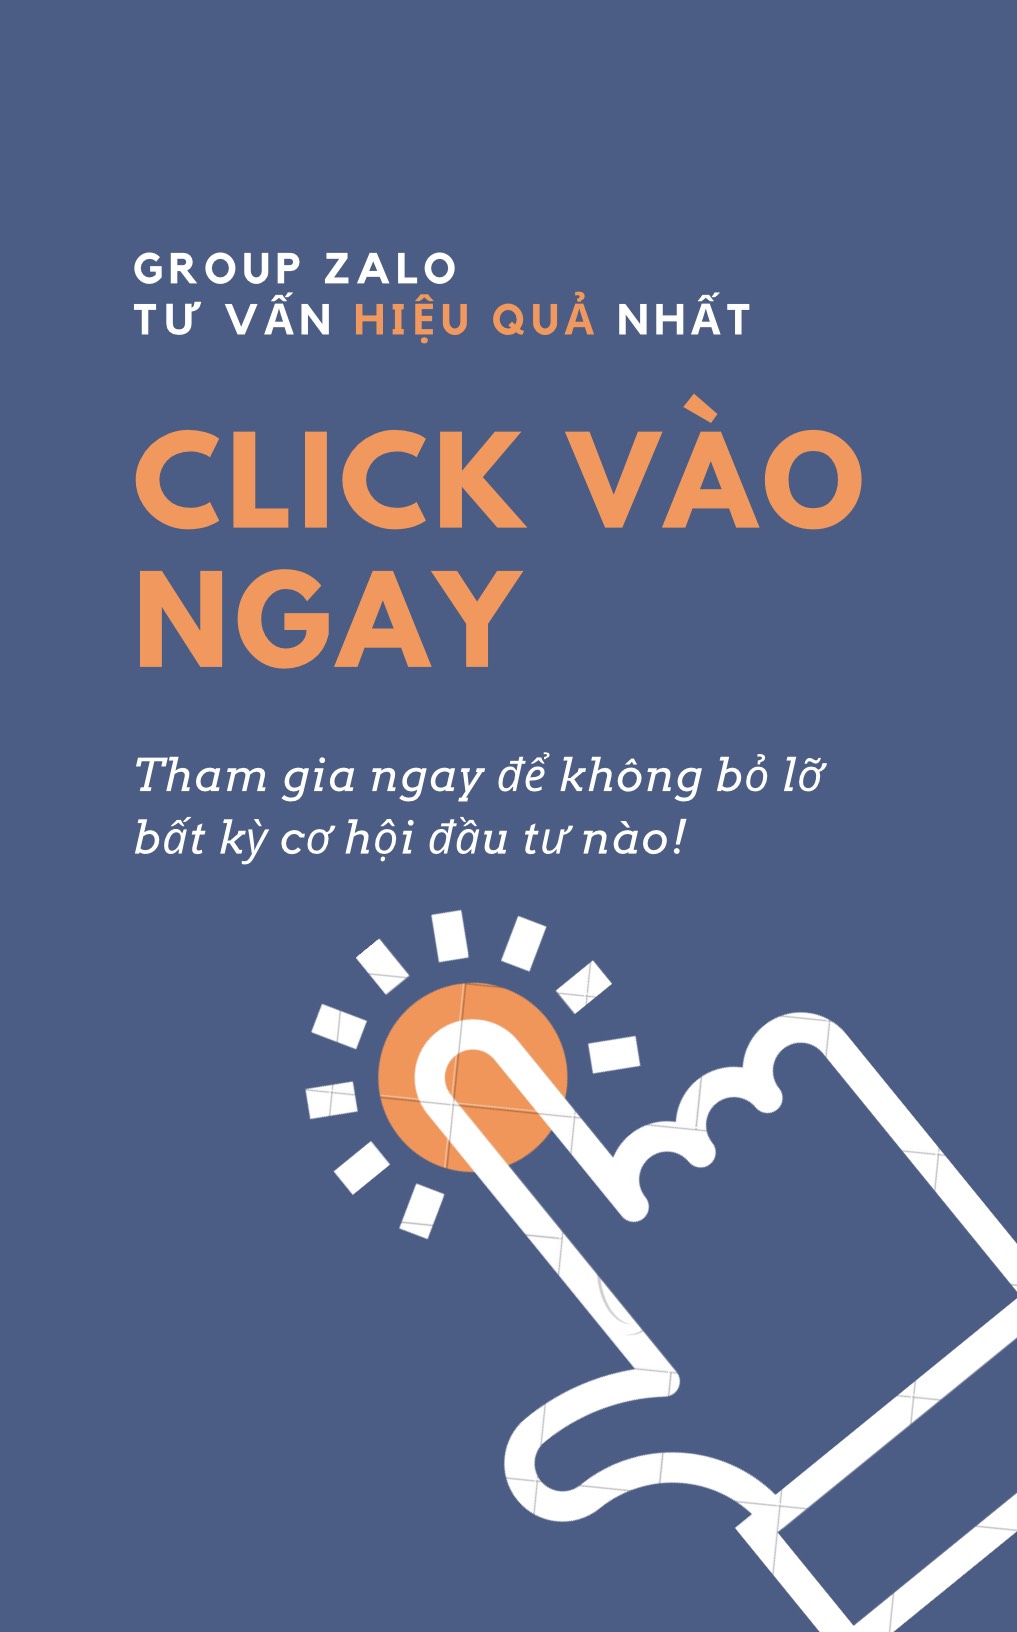 GROUP ZALO
TƯ VẤN HIỆU QUẢ NHẤT
CLICK VÀO
NGAY
Tham gia ngay để không bỏ lỡ
bất kỳ cơ hội đầu tư nào!